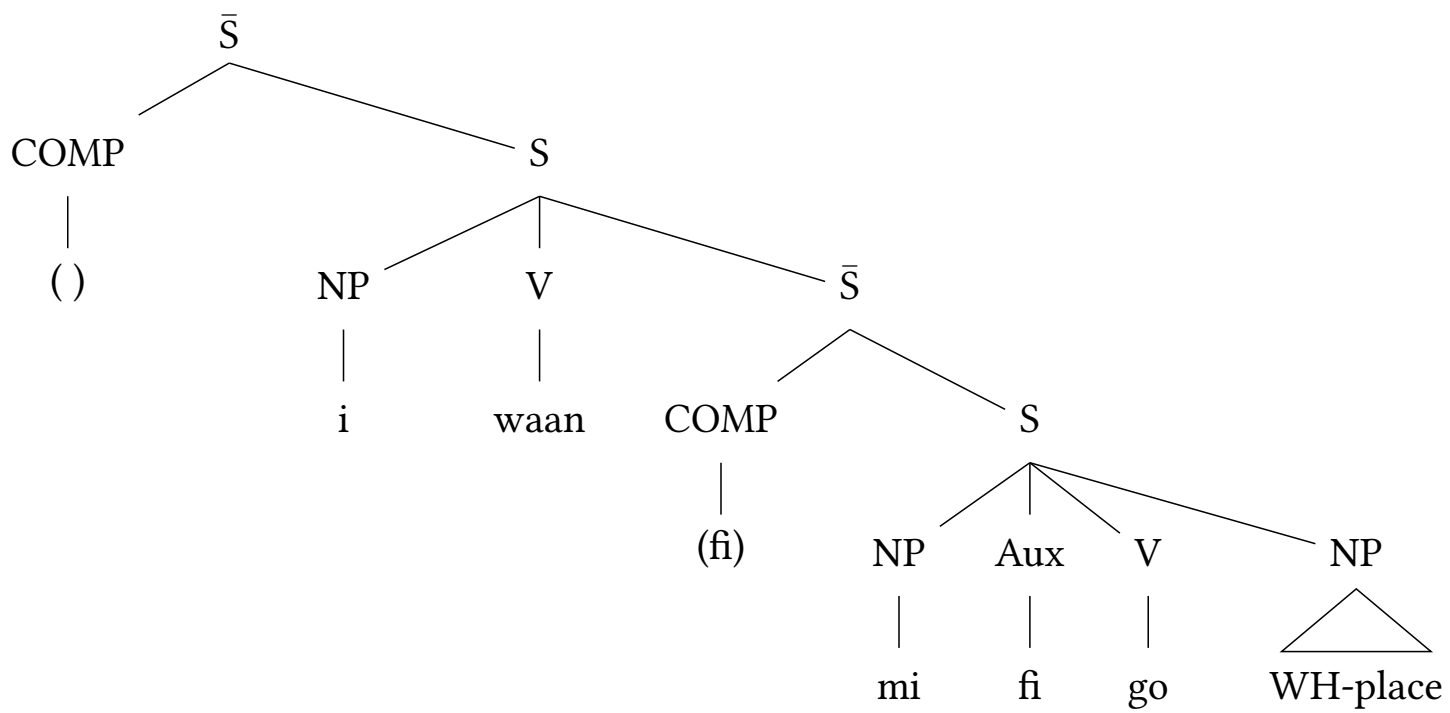 S̄
COMP S
( ) NP V S̄
i waan COMP S
(fi) NP Aux V NP
mi fi go WH-place